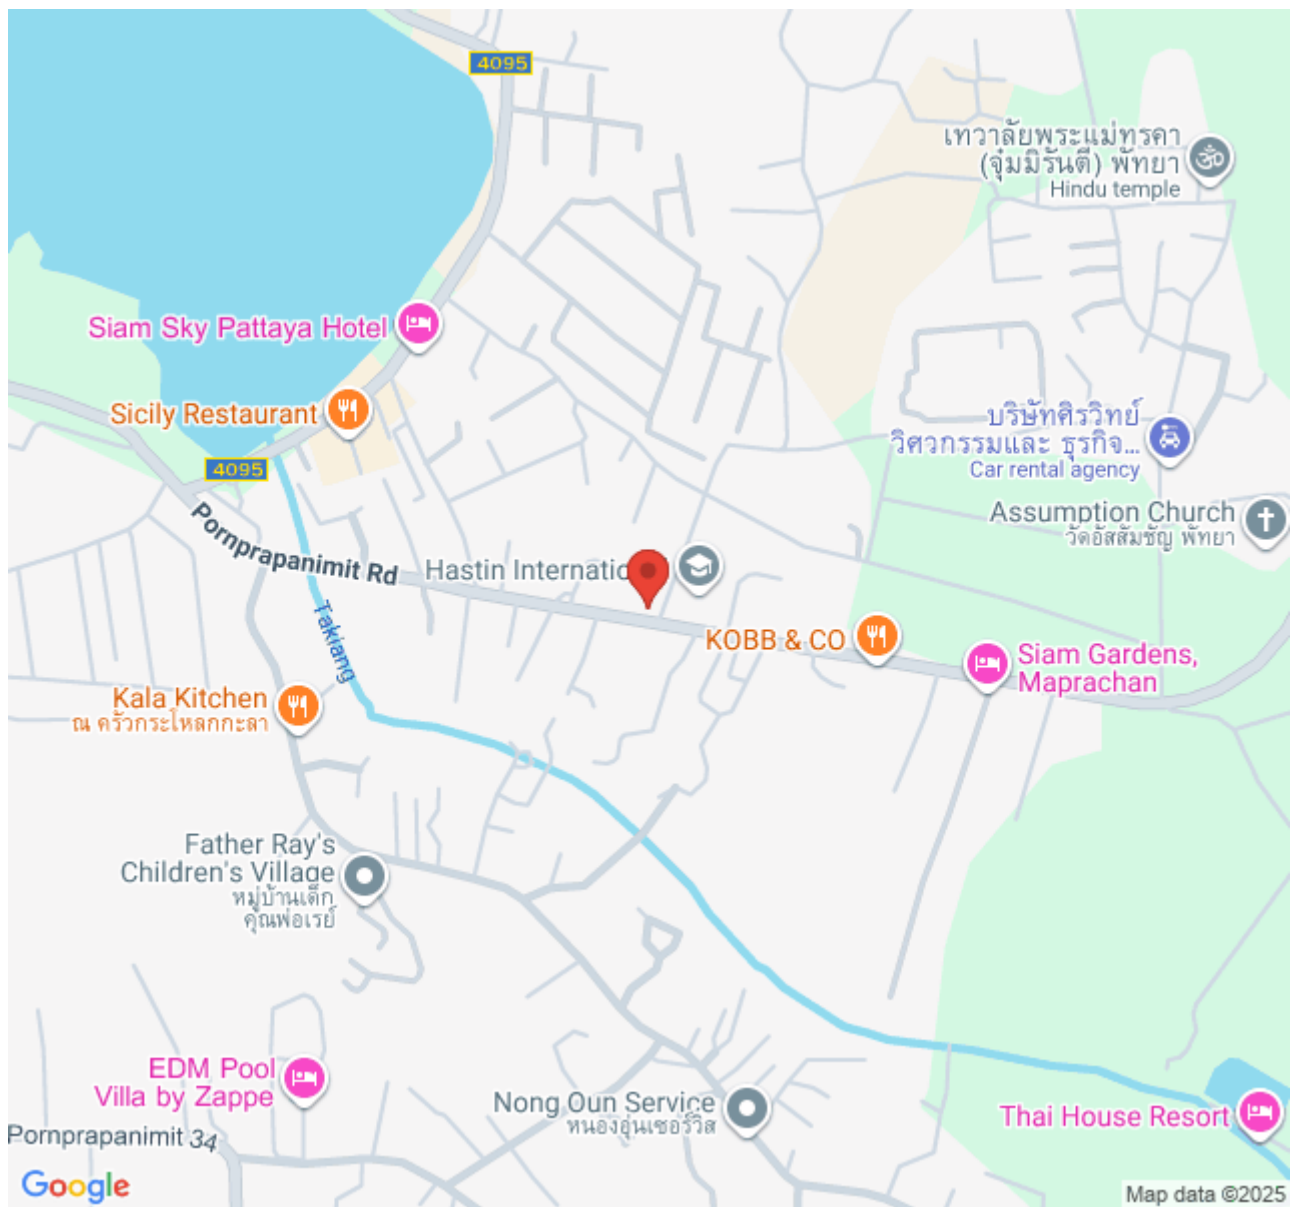 4095
เทวาลัยพระแม่ทรคา
(จุ๋มมิรันตี) พัทยา
Hindu temple
Siam Sky Pattaya Hotel
Sicily Restaurant
บริษัทศิรวิทย์
วิศวกรรมและ ธุรกิจ...
Car rental agency
4095
Assumption Church
วัดอัสสัมชัญ พัทยา
Pornprapanimit Rd
Hastin Internatio
Takiang
KOBB & CO
Siam Gardens,
Maprachan
Kala Kitchen
ณ ครัวกระโหลกกะลา
Father Ray's
Children's Village
หมู่บ้านเด็ก
คุณพ่อเรย์
EDM Pool
Villa by Zappe
Nong Oun Service
หนองอุ่นเซอร์วิส
Thai House Resort
Pornprapanimit 34
Google
Map data ©2025